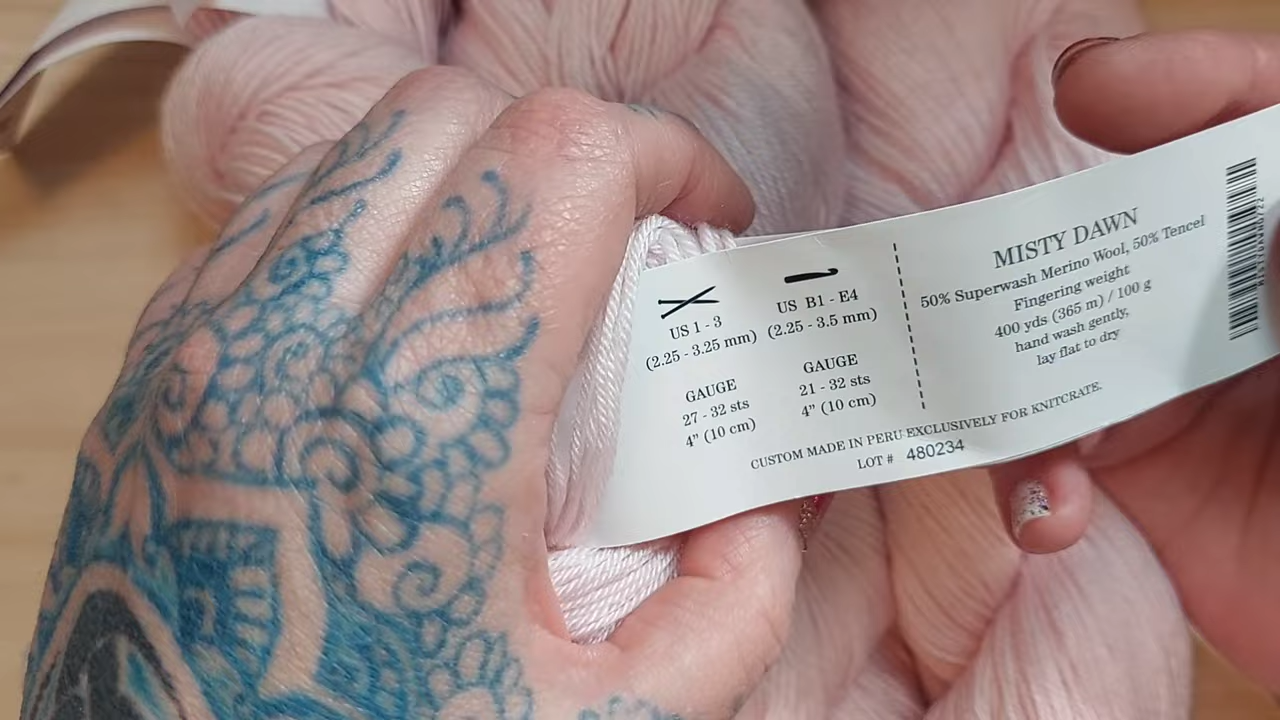 US 1 - 3
(2.25 - 3.25 mm)
GAUGE
27 - 32 sts
4" (10 cm)
US B1 - E4
(2.25 - 3.5 mm)
GAUGE
21 - 32 sts
4" (10 cm)
MISTY DAWN
50% Superwash Merino Wool, 50% Tencel
Fingering weight
400 yds (365 m) / 100 g
hand wash gently,
lay flat to dry
CUSTOM MADE IN PERU EXCLUSIVELY FOR KNITCRATE.
LOT # 480234